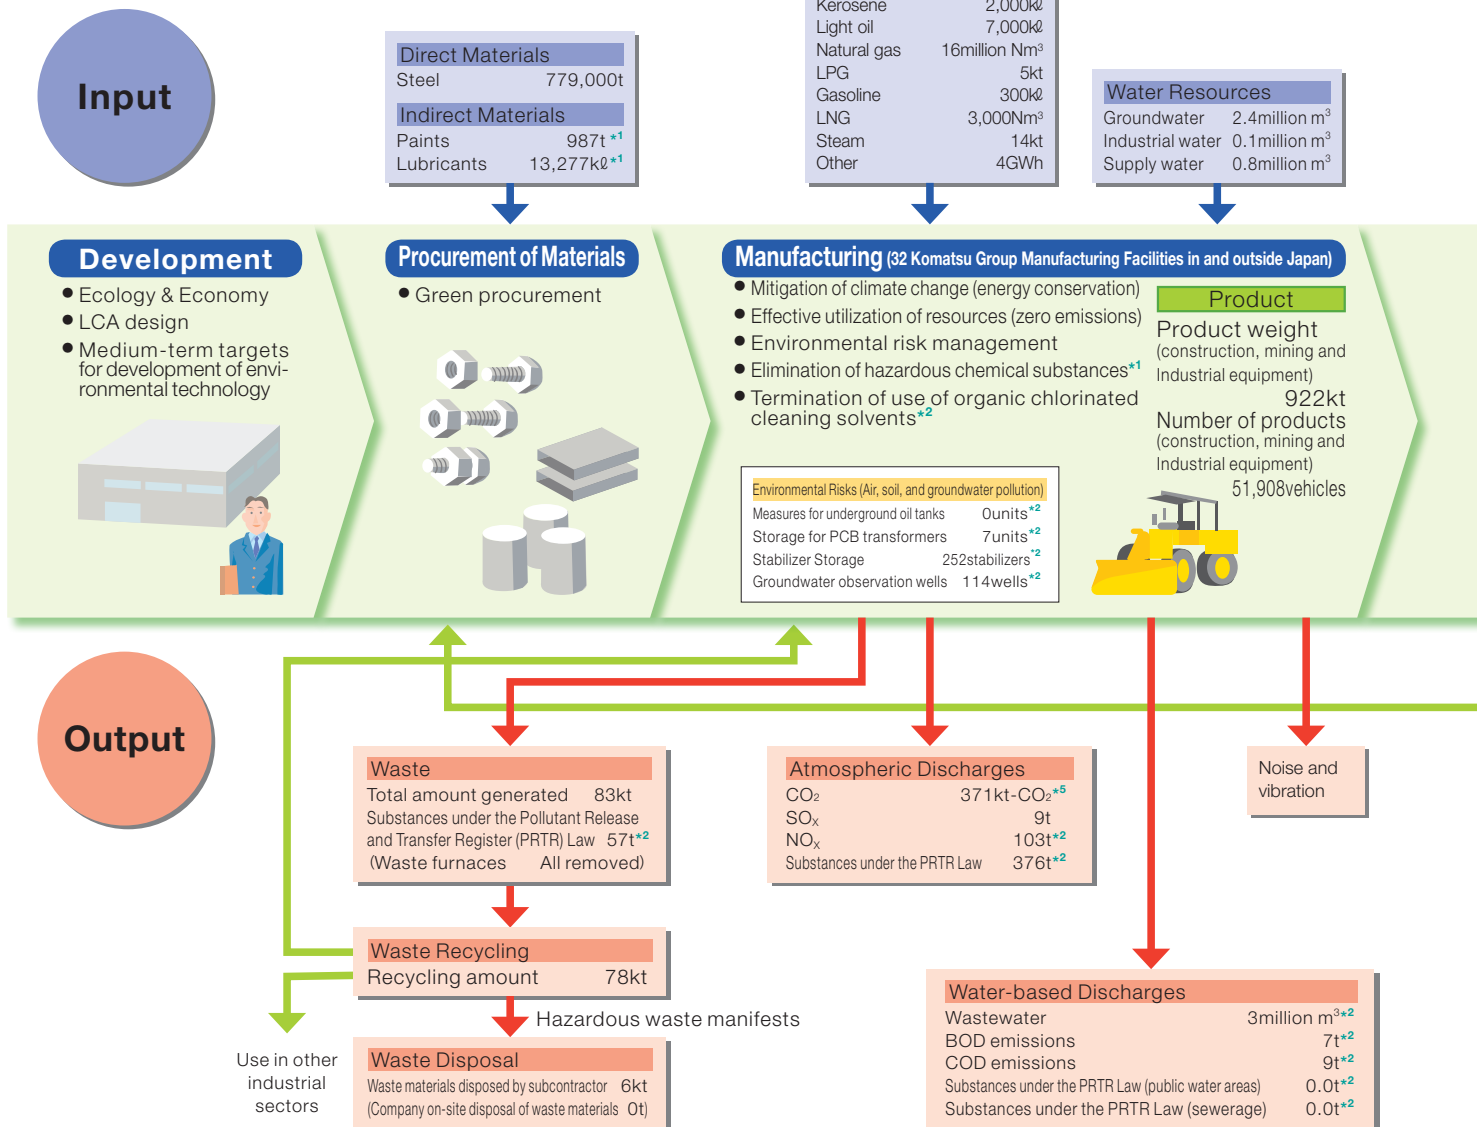 Input
Direct Materials
Steel 779,000t
Indirect Materials
Paints 987t *1
Lubricants 13,277kℓ*1
Kerosene 2,000kℓ
Light oil 7,000kℓ
Natural gas 16million Nm³
LPG 5kt
Gasoline 300kℓ
LNG 3,000Nm³
Steam 14kt
Other 4GWh
Water Resources
Groundwater 2.4million m³
Industrial water 0.1million m³
Supply water 0.8million m³
Development
● Ecology & Economy
● LCA design
● Medium-term targets
for development of envi-
ronmental technology
Procurement of Materials
● Green procurement
Manufacturing (32 Komatsu Group Manufacturing Facilities in and outside Japan)
● Mitigation of climate change (energy conservation)
● Effective utilization of resources (zero emissions)
● Environmental risk management
● Elimination of hazardous chemical substances*1
● Termination of use of organic chlorinated
cleaning solvents*2
Product
Product weight
(construction, mining and
Industrial equipment)
922kt
Number of products
(construction, mining and
Industrial equipment)
51,908vehicles
Environmental Risks (Air, soil, and groundwater pollution)
Measures for underground oil tanks 0units*2
Storage for PCB transformers 7units*2
Stabilizer Storage 252stabilizers*2
Groundwater observation wells 114wells*2
Output
Waste
Total amount generated 83kt
Substances under the Pollutant Release
and Transfer Register (PRTR) Law 57t*2
(Waste furnaces All removed)
Waste Recycling
Recycling amount 78kt
Hazardous waste manifests
Use in other
industrial
sectors
Waste Disposal
Waste materials disposed by subcontractor 6kt
(Company on-site disposal of waste materials 0t)
Atmospheric Discharges
CO₂ 371kt-CO₂*5
SOx 9t
NOx 103t*2
Substances under the PRTR Law 376t*2
Noise and
vibration
Water-based Discharges
Wastewater 3million m³*2
BOD emissions 7t*2
COD emissions 9t*2
Substances under the PRTR Law (public water areas) 0.0t*2
Substances under the PRTR Law (sewerage) 0.0t*2